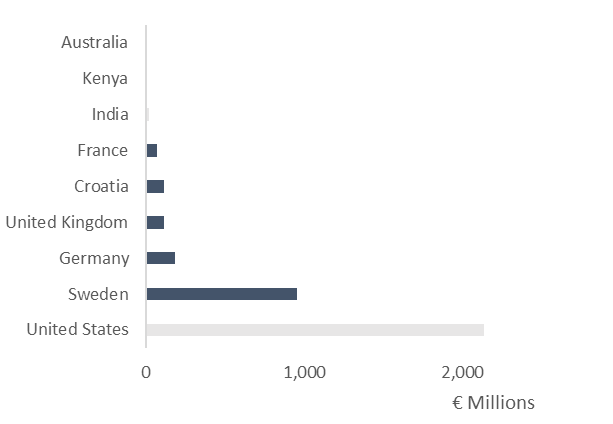 Australia
Kenya
India
France
Croatia
United Kingdom
Germany
Sweden
United States
0 1,000 2,000
€ Millions